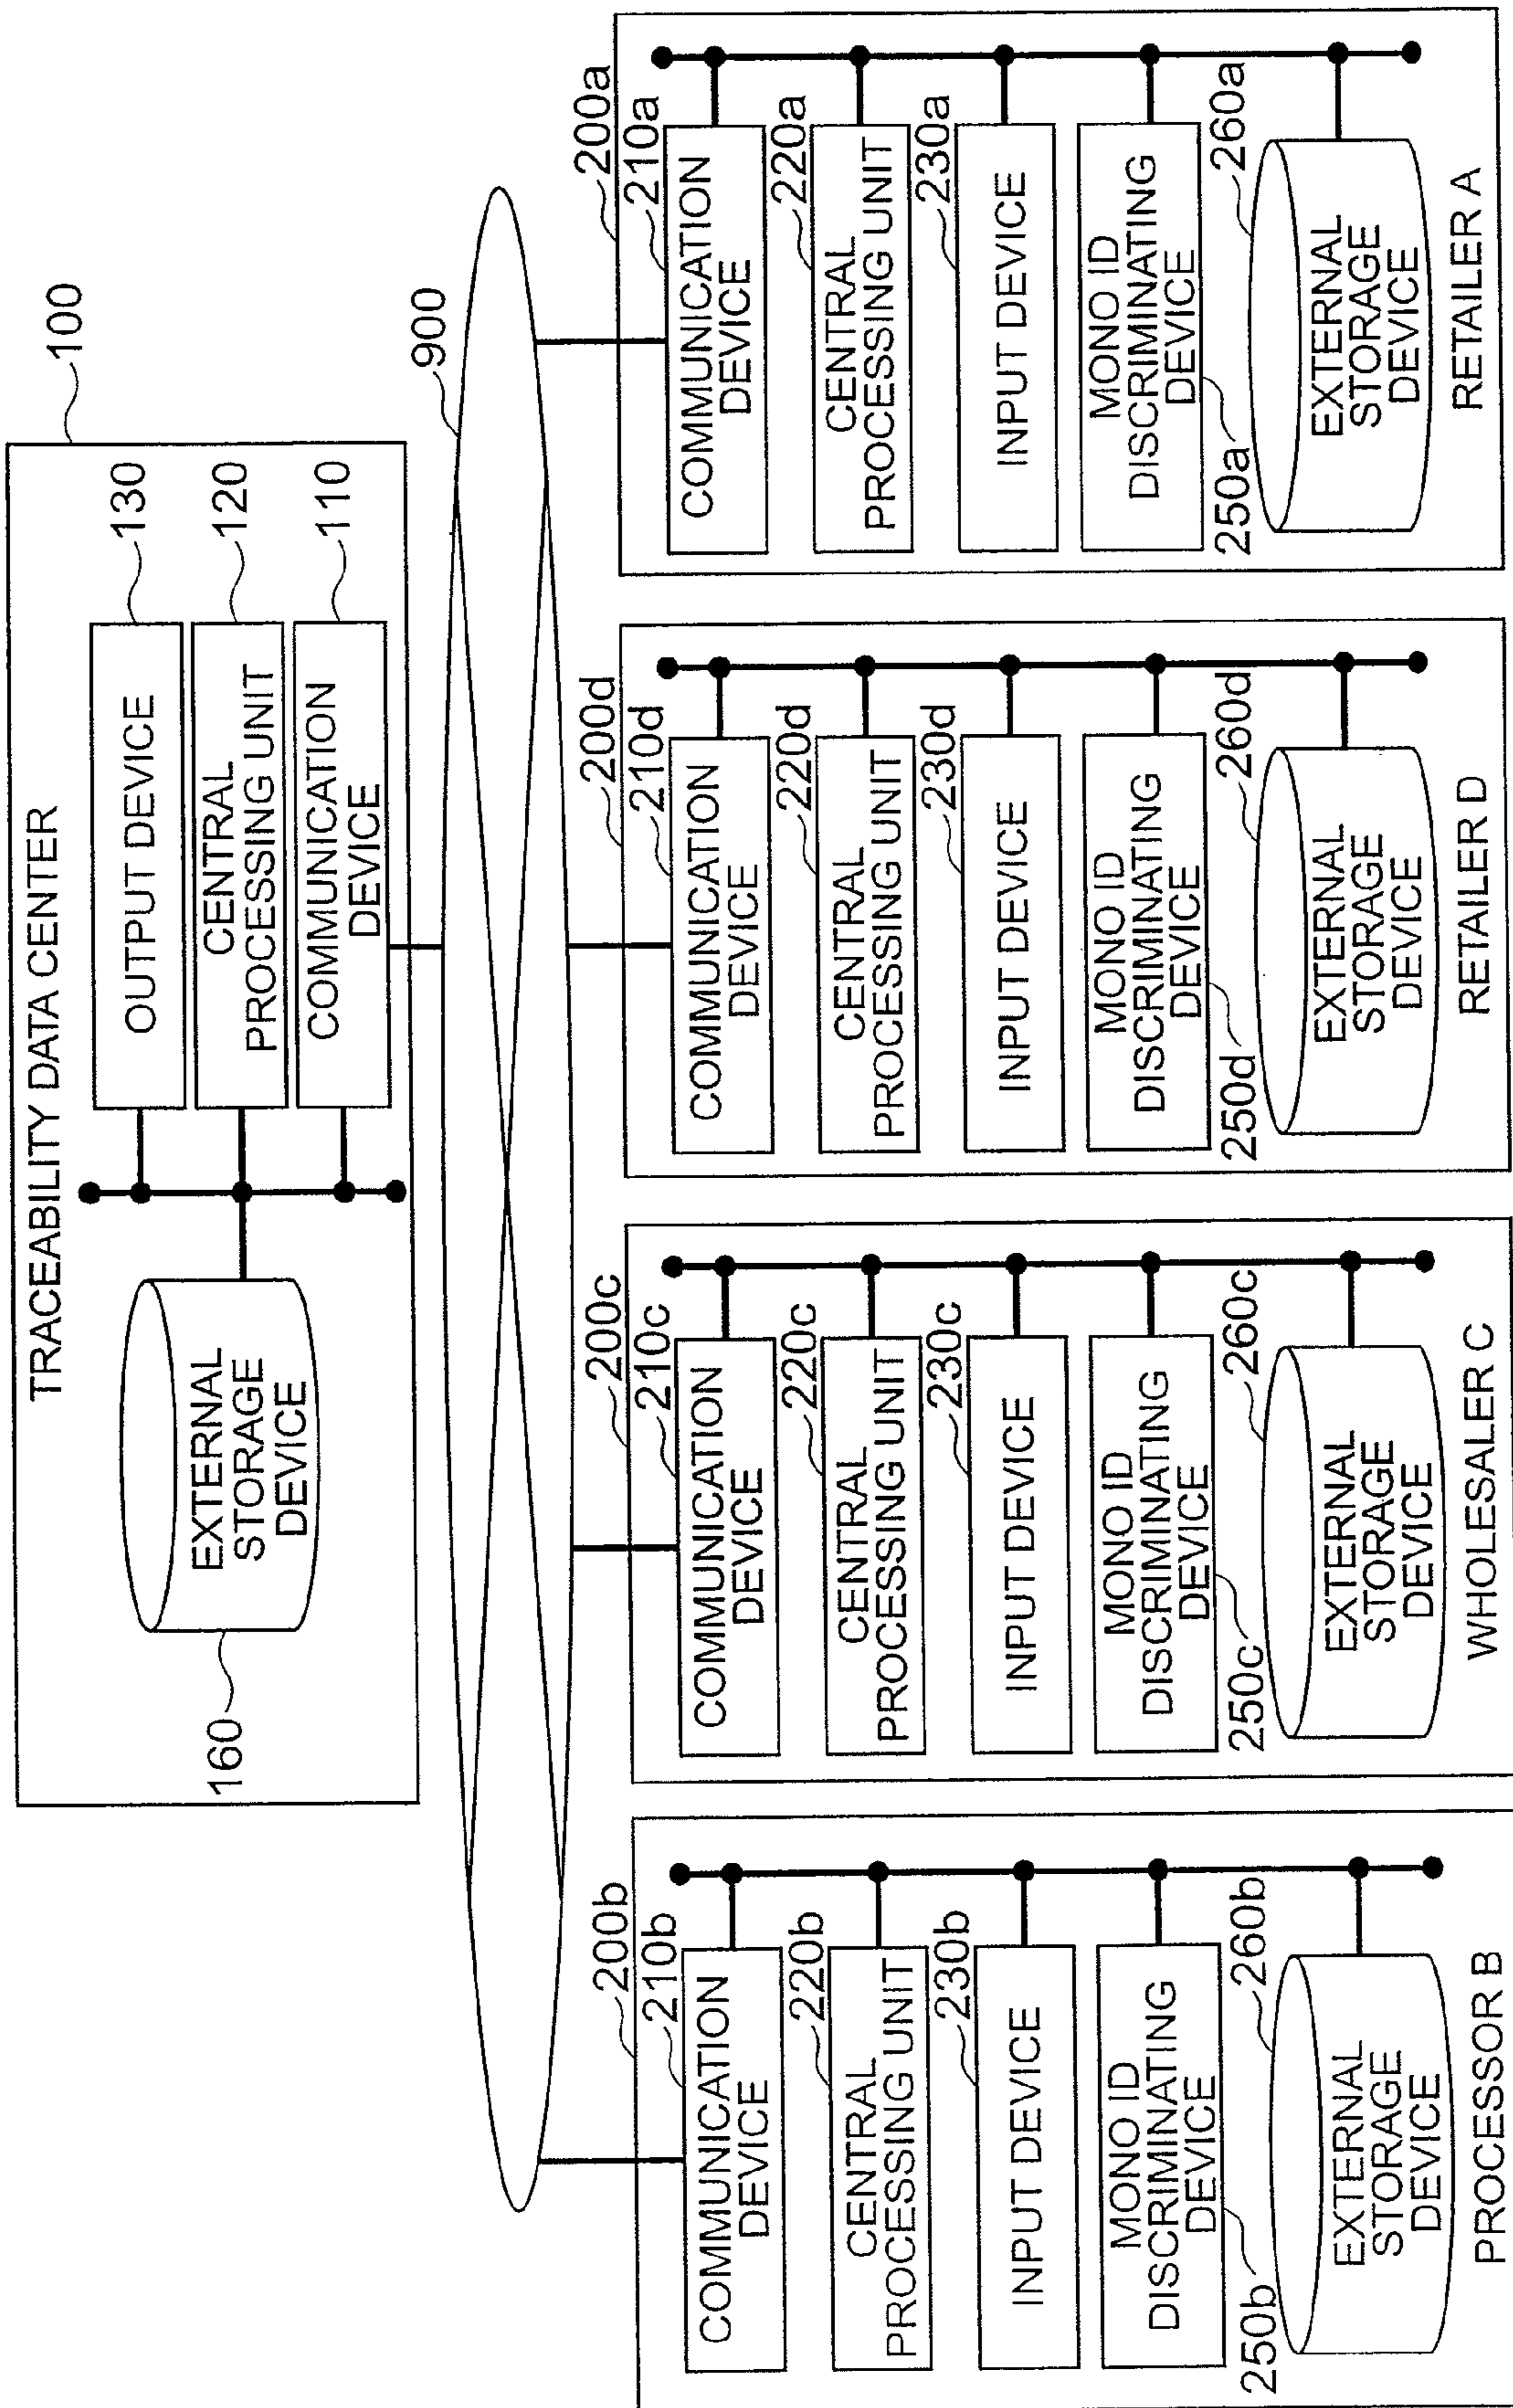 TRACEABILITY DATA CENTER
100
EXTERNAL
STORAGE
DEVICE
160
OUTPUT DEVICE
130
CENTRAL
PROCESSING UNIT
120
COMMUNICATION
DEVICE
110
900
200b
210b
COMMUNICATION
DEVICE
220b
CENTRAL
PROCESSING UNIT
230b
INPUT DEVICE
MONO ID
DISCRIMINATING
DEVICE
250b
260b
EXTERNAL
STORAGE
DEVICE
PROCESSOR B
200c
210c
COMMUNICATION
DEVICE
220c
CENTRAL
PROCESSING UNIT
230c
INPUT DEVICE
MONO ID
DISCRIMINATING
DEVICE
250c
260c
EXTERNAL
STORAGE
DEVICE
WHOLESALER C
200d
210d
COMMUNICATION
DEVICE
220d
CENTRAL
PROCESSING UNIT
230d
INPUT DEVICE
MONO ID
DISCRIMINATING
DEVICE
250d
260d
EXTERNAL
STORAGE
DEVICE
RETAILER D
200a
210a
COMMUNICATION
DEVICE
220a
CENTRAL
PROCESSING UNIT
230a
INPUT DEVICE
MONO ID
DISCRIMINATING
DEVICE
250a
260a
EXTERNAL
STORAGE
DEVICE
RETAILER A